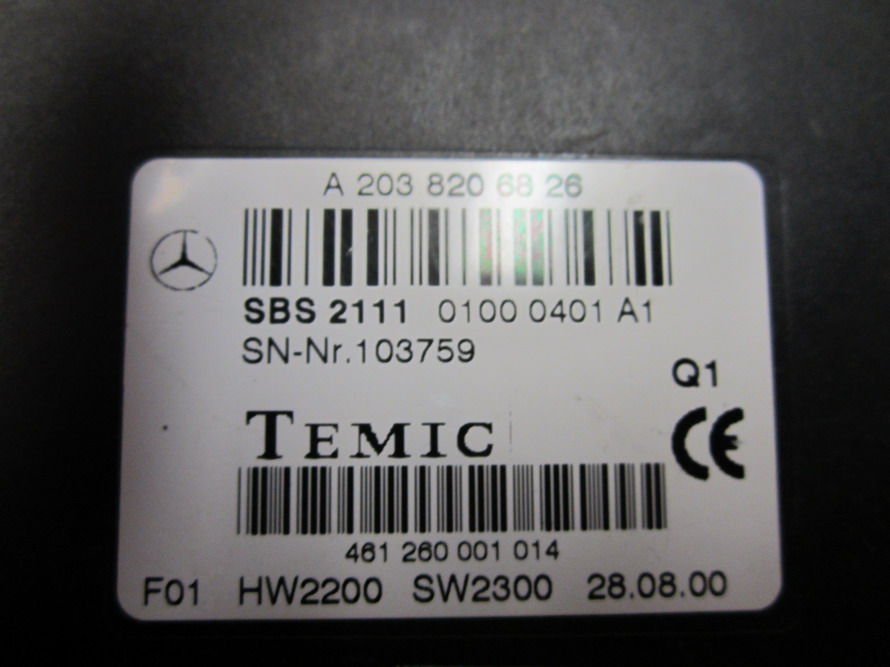 A 203 820 68 26
SBS 2111 0100 0401 A1
SN-Nr.103759
Q1
TEMIC
CE
461 260 001 014
F01 HW2200 SW2300 28.08.00